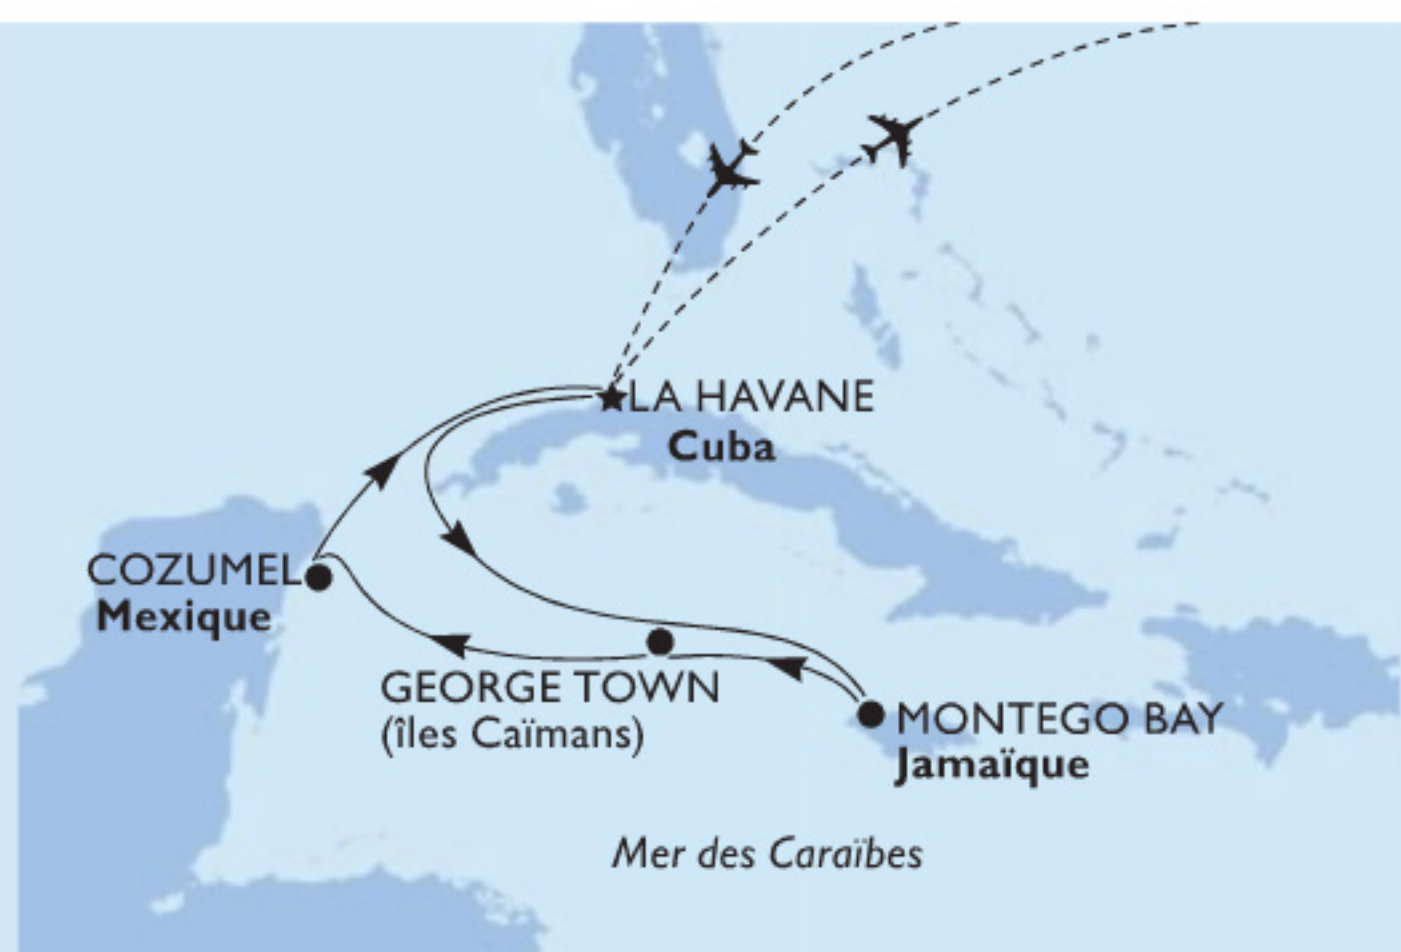 LA HAVANE
Cuba
COZUMEL
Mexique
GEORGE TOWN
(îles Caïmans)
MONTEGO BAY
Jamaïque
Mer des Caraïbes